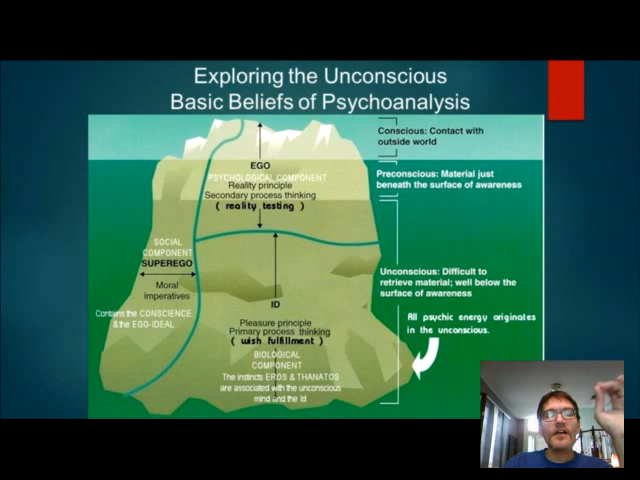 Exploring the Unconscious
Basic Beliefs of Psychoanalysis
Conscious: Contact with
outside world
EGO
PSYCHOLOGICAL COMPONENT
Reality principle
Secondary process thinking
( reality testing )
Preconscious: Material just
beneath the surface of awareness
SOCIAL
COMPONENT
SUPEREGO
Moral
imperatives
Contains the CONSCIENCE
& the EGO-IDEAL
Unconscious: Difficult to
retrieve material; well below the
surface of awareness
ID
Pleasure principle
Primary process thinking
( wish fulfillment )
BIOLOGICAL
COMPONENT
The instincts EROS & THANATOS
are associated with the unconscious
mind and the Id
All psychic energy originates
in the unconscious.